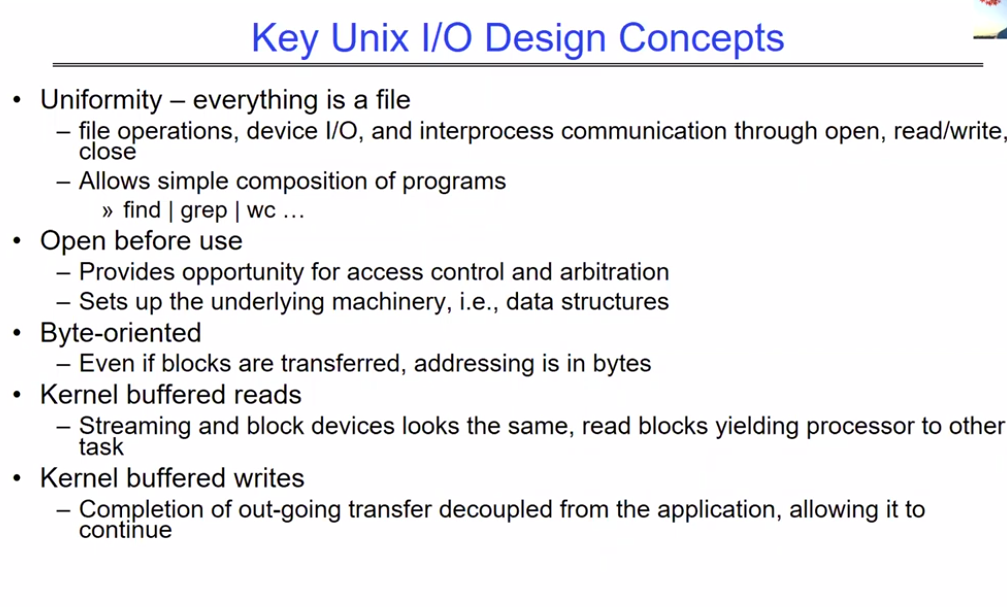 Key Unix I/O Design Concepts
• Uniformity – everything is a file
– file operations, device I/O, and interprocess communication through open, read/write,
close
– Allows simple composition of programs
» find | grep | wc …
• Open before use
– Provides opportunity for access control and arbitration
– Sets up the underlying machinery, i.e., data structures
• Byte-oriented
– Even if blocks are transferred, addressing is in bytes
• Kernel buffered reads
– Streaming and block devices looks the same, read blocks yielding processor to other
task
• Kernel buffered writes
– Completion of out-going transfer decoupled from the application, allowing it to
continue